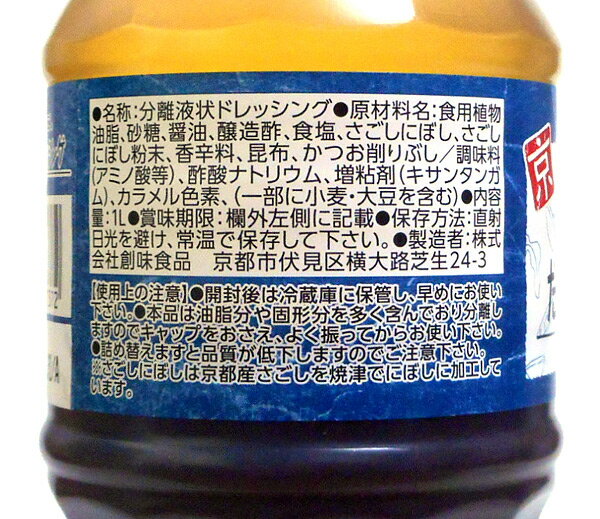 ●名称:分離液状ドレッシング●原材料名:食用植物
油脂、砂糖、醤油、醸造酢、食塩、さごしにぼし、さごし
にぼし粉末、香辛料、昆布、かつお削りぶし/調味料
(アミノ酸等)、酢酸ナトリウム、増粘剤(キサンタンガ
ム)、カラメル色素、(一部に小麦・大豆を含む)●内容
量:1L●賞味期限:欄外左側に記載●保存方法:直射
日光を避け、常温で保存して下さい。●製造者:株式
会社創味食品 京都市伏見区横大路芝生24-3
【使用上の注意】●開封後は冷蔵庫に保管し、早めにお使い
下さい。●本品は油脂分や固形分を多く含んでおり分離し
ますのでキャップをおさえ、よく振ってからお使い下さい。
●詰め替えますと品質が低下しますのでご注意下さい。
※さごしにぼしは京都産さごしを焼津でにぼしに加工して
います。
京